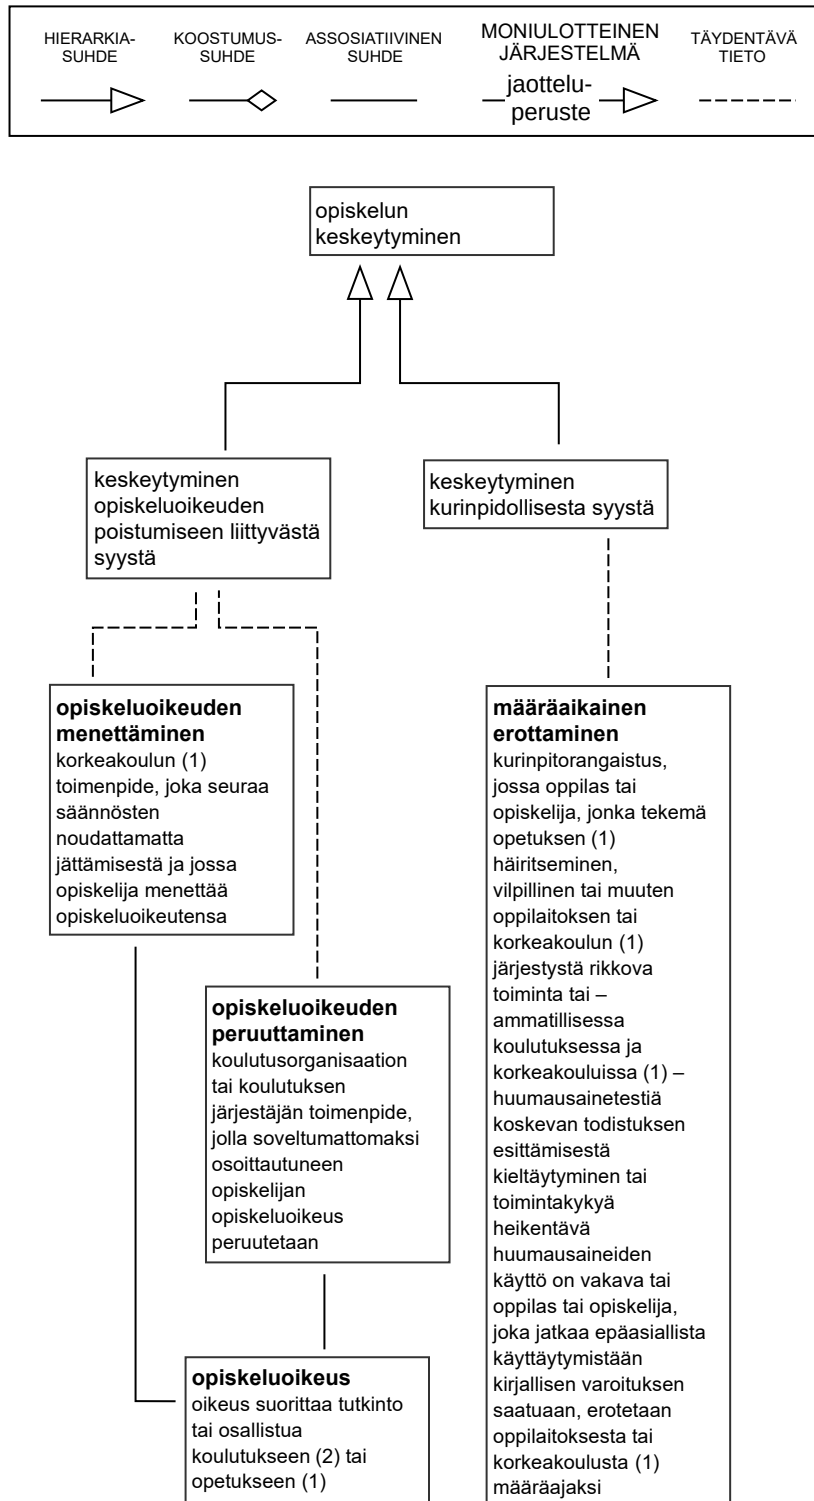 HIERARKIA-
SUHDE
KOOSTUMUS-
SUHDE
ASSOSIATIIVINEN
SUHDE
MONIULOTTEINEN
JÄRJESTELMÄ
jaottelu-
peruste
TÄYDENTÄVÄ
TIETO
opiskelun
keskeytyminen
keskeytyminen
opiskeluoikeuden
poistumiseen liittyvästä
syystä
keskeytyminen
kurinpidollisesta syystä
opiskeluoikeuden
menettäminen
korkeakoulun (1)
toimenpide, joka seuraa
säännösten
noudattamatta
jättämisestä ja jossa
opiskelija menettää
opiskeluoikeutensa
opiskeluoikeuden
peruuttaminen
koulutusorganisaation
tai koulutuksen
järjestäjän toimenpide,
jolla soveltumattomaksi
osoittautuneen
opiskelijan
opiskeluoikeus
peruutetaan
opiskeluoikeus
oikeus suorittaa tutkinto
tai osallistua
koulutukseen (2) tai
opetukseen (1)
määräaikainen
erottaminen
kurinpitorangaistus,
jossa oppilas tai
opiskelija, jonka tekemä
opetuksen (1)
häiritseminen,
vilpillinen tai muuten
oppilaitoksen tai
korkeakoulun (1)
järjestystä rikkova
toiminta tai –
ammatillisessa
koulutuksessa ja
korkeakouluissa (1) –
huumausainetestiä
koskevan todistuksen
esittämisestä
kieltäytyminen tai
toimintakykyä
heikentävä
huumausaineiden
käyttö on vakava tai
oppilas tai opiskelija,
joka jatkaa epäasiallista
käyttäytymistään
kirjallisen varoituksen
saatuaan, erotetaan
oppilaitoksesta tai
korkeakoulusta (1)
määräajaksi